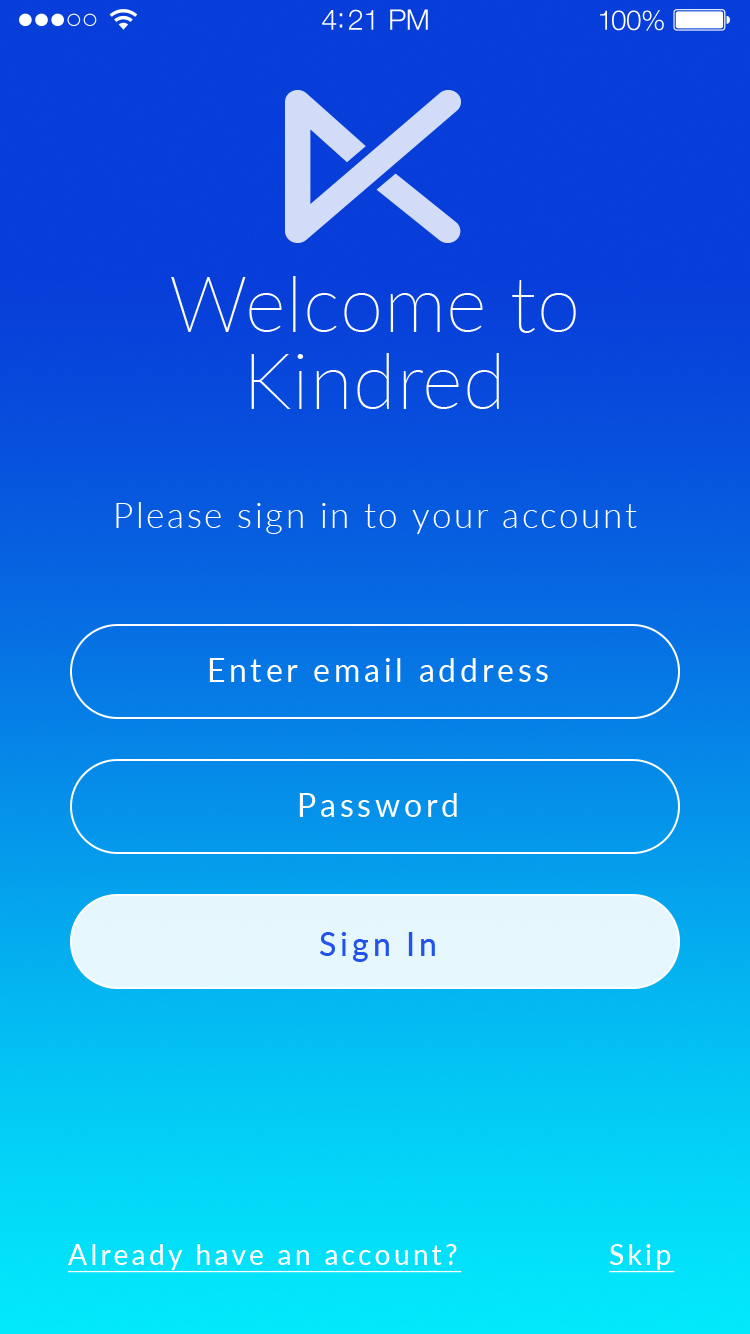 4:21 PM 100%
Welcome to
Kindred
Please sign in to your account
Enter email address
Password
Sign In
Already have an account? Skip